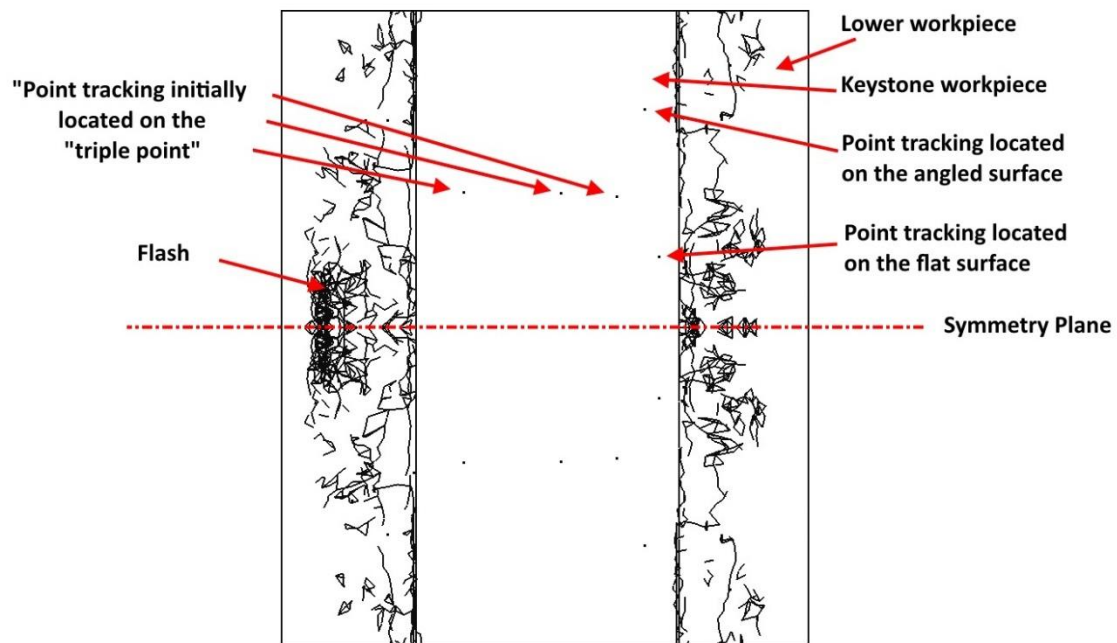 "Point tracking initially
located on the
"triple point"
Flash
Lower workpiece
Keystone workpiece
Point tracking located
on the angled surface
Point tracking located
on the flat surface
Symmetry Plane